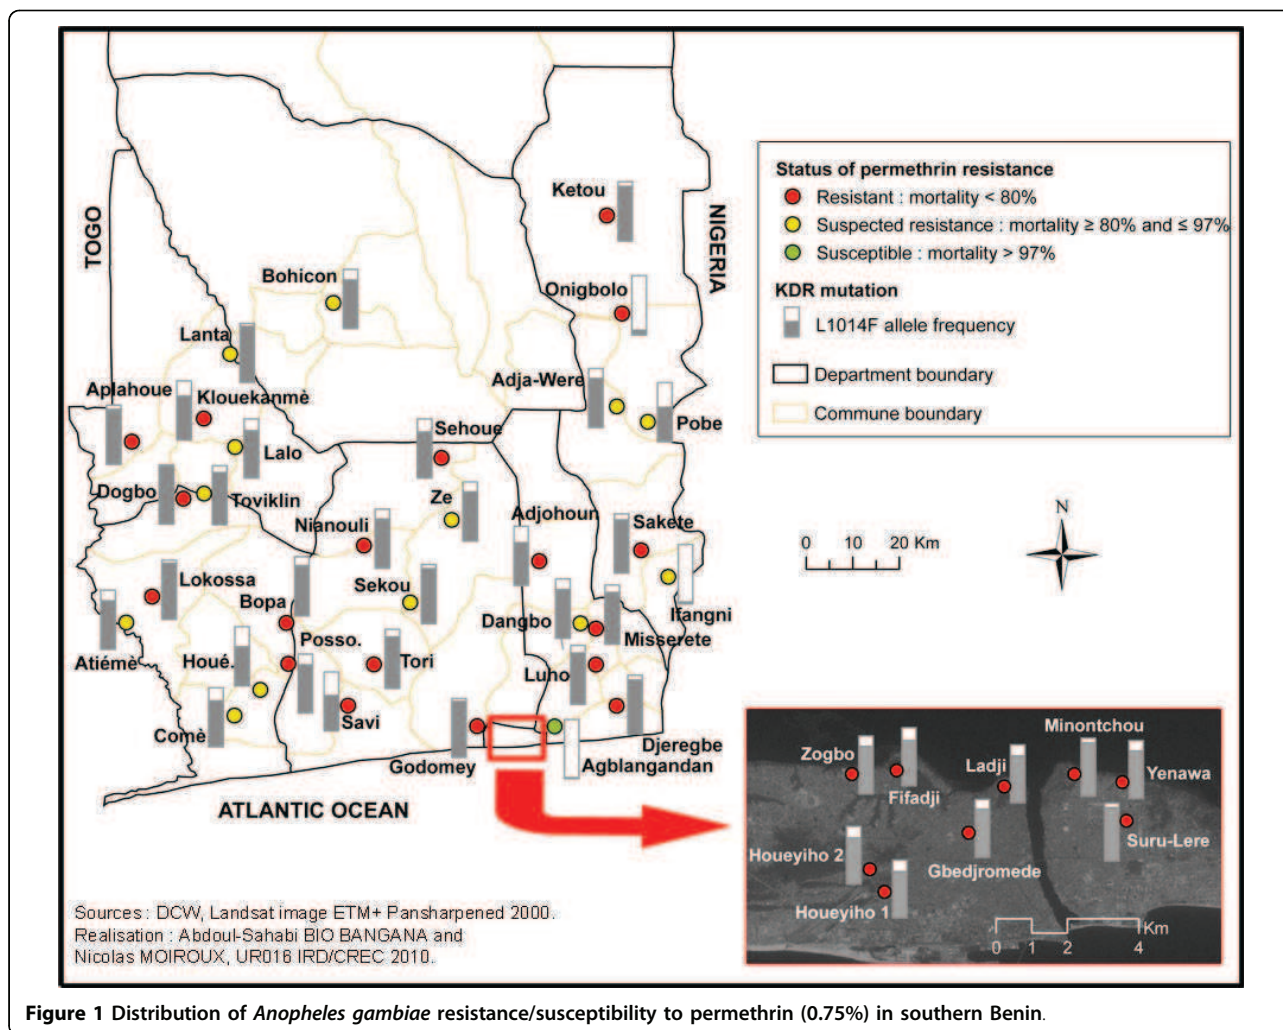 TOGO
NIGERIA
Ketou
Bohicon
Onigbolo
Lanta
Adja-Were
Aplahoue
Klouekanmè
Pobe
Sehoue
Lalo
Dogbo
Toviklin
Ze
Nianouli
Adjohoun
Sakete
Lokossa
Bopa
Sekou
Ifangni
Dangbo
Misserete
Posso.
Atiémè
Houé.
Tori
Luho
Savi
Comè
Djeregbe
Godomey
Agblangandan
ATLANTIC OCEAN
Status of permethrin resistance
Resistant : mortality < 80%
Suspected resistance : mortality ≥ 80% and ≤ 97%
Susceptible : mortality > 97%
KDR mutation
L1014F allele frequency
Department boundary
Commune boundary
N
0 10 20 Km
Minontchou
Zogbo
Ladji
Yenawa
Fifadji
Suru-Lere
Houeyiho 2
Gbedjromede
Houeyiho 1
Km
0 1 2 4
Sources : DCW, Landsat image ETM+ Pansharpened 2000.
Realisation : Abdoul-Sahabi BIO BANGANA and
Nicolas MOIROUX, UR016 IRD/CREC 2010.
Figure 1 Distribution of Anopheles gambiae resistance/susceptibility to permethrin (0.75%) in southern Benin.